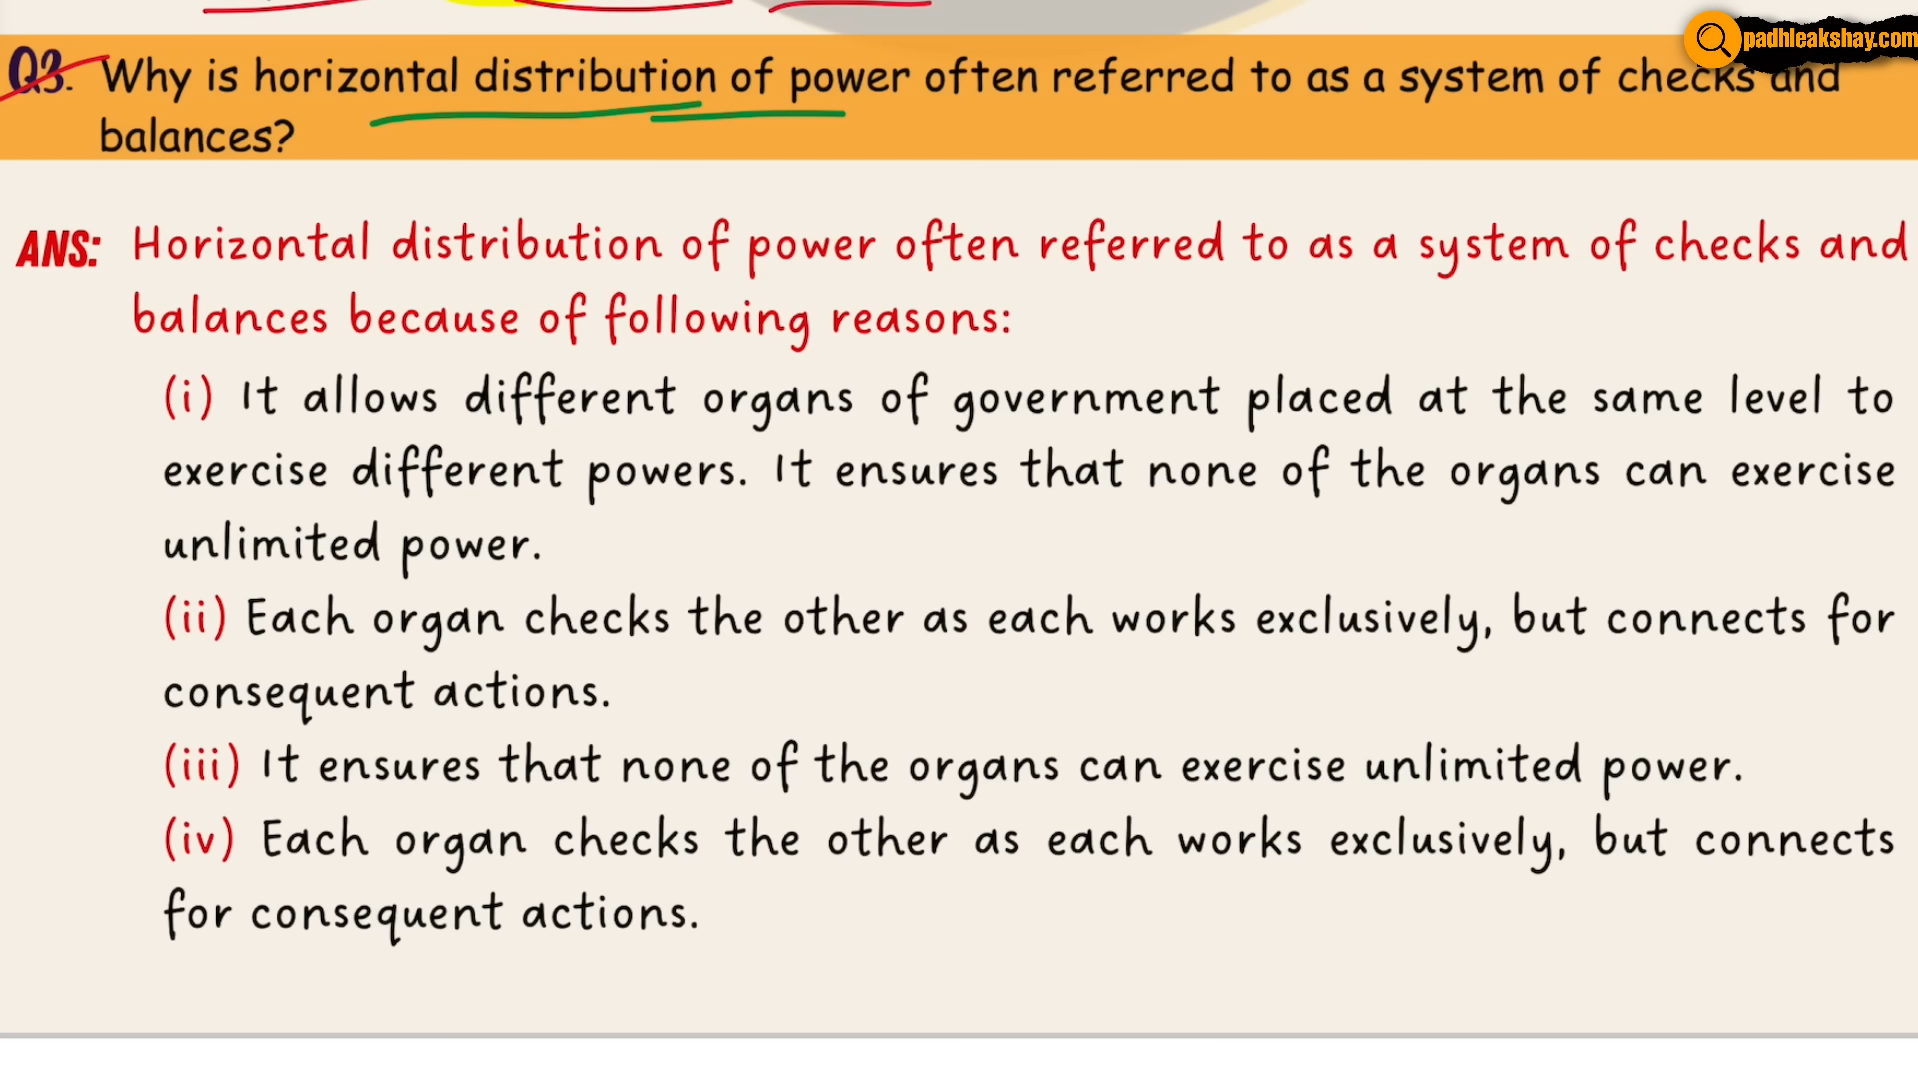 padhleakshay.com
Q3. Why is horizontal distribution of power often referred to as a system of checks and
balances?
ANS: Horizontal distribution of power often referred to as a system of checks and
balances because of following reasons:
(i) It allows different organs of government placed at the same level to
exercise different powers. It ensures that none of the organs can exercise
unlimited power.
(ii) Each organ checks the other as each works exclusively, but connects for
consequent actions.
(iii) It ensures that none of the organs can exercise unlimited power.
(iv) Each organ checks the other as each works exclusively, but connects
for consequent actions.